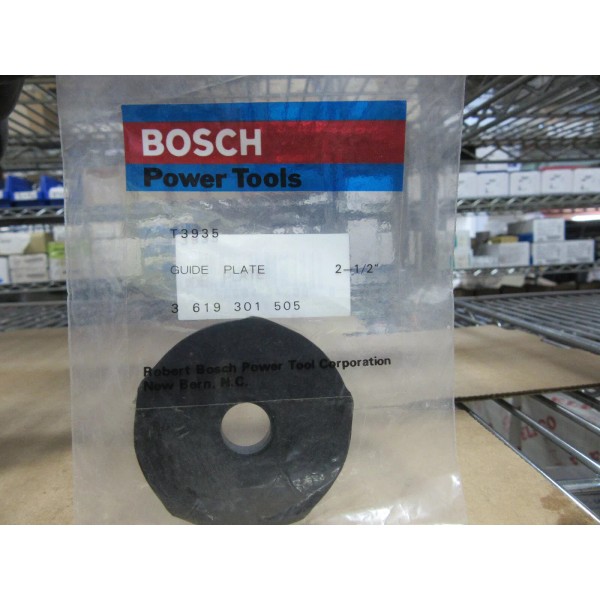 BOSCH
Power Tools
T3935
GUIDE PLATE 2-1/2"
3 619 301 505
Robert Bosch Power Tool Corporation
New Bern, N.C.